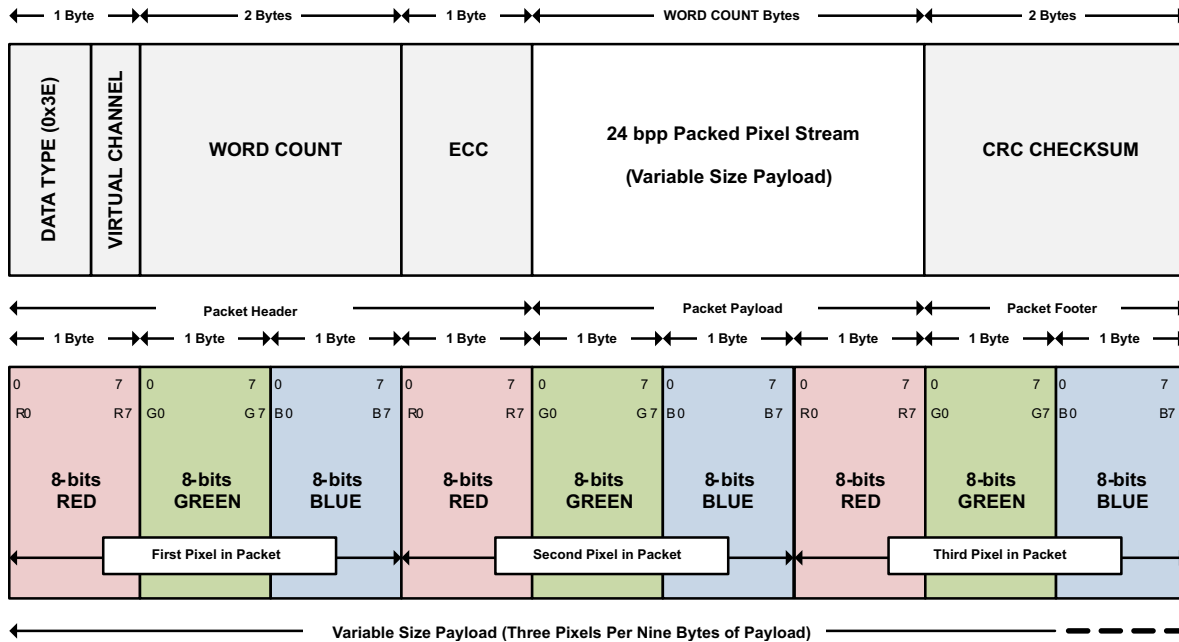 1 Byte 2 Bytes 1 Byte WORD COUNT Bytes 2 Bytes
DATA TYPE (0x3E)
VIRTUAL CHANNEL
WORD COUNT
ECC
24 bpp Packed Pixel Stream
(Variable Size Payload)
CRC CHECKSUM
Packet Header Packet Payload Packet Footer
1 Byte 1 Byte 1 Byte 1 Byte 1 Byte 1 Byte 1 Byte 1 Byte 1 Byte
0 7 0 7 0 7 0 7 0 7 0 7 0 7 0 7 0 7
R0 R7 G0 G7 B0 B7 R0 R7 G0 G7 B0 B7 R0 R7 G0 G7 B0 B7
8-bits 8-bits 8-bits 8-bits 8-bits 8-bits 8-bits 8-bits 8-bits
RED GREEN BLUE RED GREEN BLUE RED GREEN BLUE
First Pixel in Packet Second Pixel in Packet Third Pixel in Packet
Variable Size Payload (Three Pixels Per Nine Bytes of Payload)